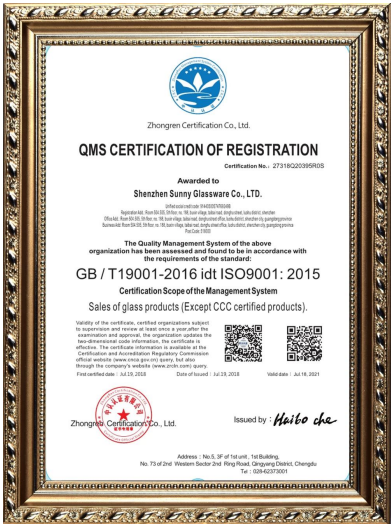 Zhongren Certification Co., Ltd.
QMS CERTIFICATION OF REGISTRATION
Certification No.: 27318Q20395R0S
Awarded to
Shenzhen Sunny Glassware Co., LTD.
The Quality Management System of the above
organization has been assessed and found to be in accordance with
the requirements of the standard:
GB / T19001-2016 idt ISO9001: 2015
Certification Scope of the Management System
Sales of glass products (Except CCC certified products).
Validity of the certificate, certified organizations subject
to supervision and review at least once a year,after the
examination and approval, the organization updates the
two-dimensional code information, the certificate is
effective. The certificate information is available at the
Certification and Accreditation Regulatory Commission
official website (www.cnca.gov.cn) query, but also
through the company's website (www.zrcln.com) query.
First certified date : Jul.19, 2018 Date of Issued : Jul.19, 2018 Valid date : Jul.18, 2021
Zhongren Certification Co., Ltd.
Issued by : Haibo che
Address : No.5, 3F of 1st unit , 1st Building,
No. 73 of 2nd Western Sector 2nd Ring Road, Qingyang District, Chengdu
Tel : 028-62373001